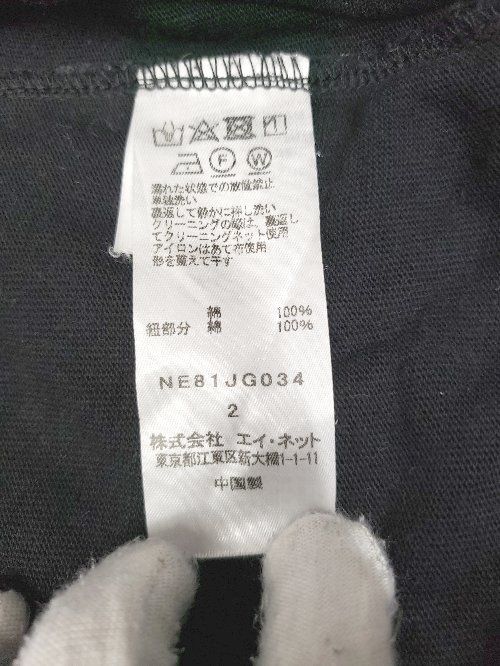 F W
濡れた状態での放置禁止
単独洗い
裏返して静かに押し洗い
クリーニングの際は、裏返し
てクリーニングネット使用
アイロンはあて布使用
形を整えて干す
綿 100%
紐部分 綿 100%
NE81JG034
2
株式会社 エイ・ネット
東京都江東区新大橋1-1-11
中国製